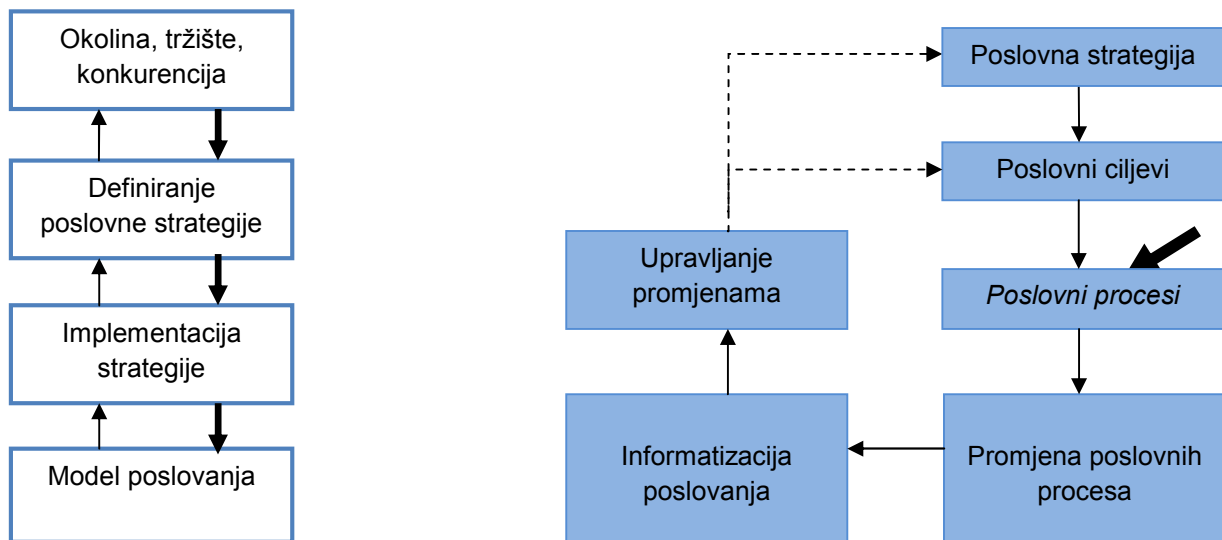 Okolina, tržište,
konkurencija
Definiranje
poslovne strategije
Implementacija
strategije
Model poslovanja
Poslovna strategija
Poslovni ciljevi
Poslovni procesi
Promjena poslovnih
procesa
Informatizacija
poslovanja
Upravljanje
promjenama